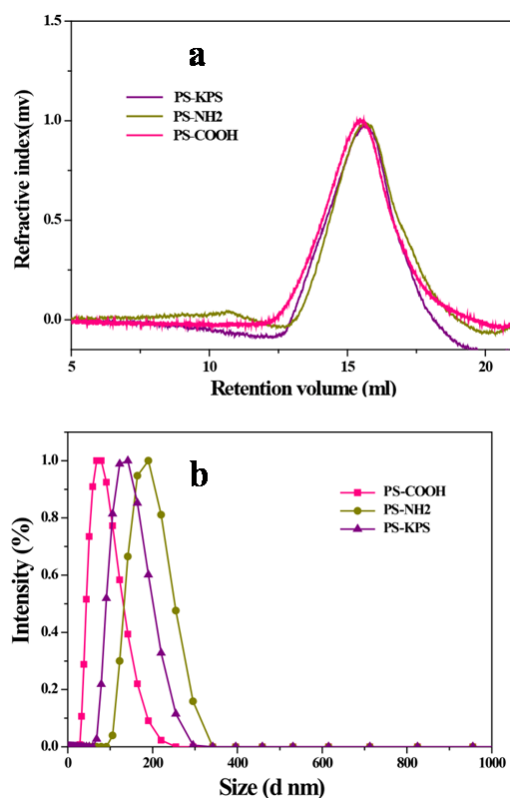 a
PS-KPS
PS-NH2
PS-COOH
Refractive index(mv)
1.5
1.0
0.5
0.0
5 10 15 20
Retention volume (ml)
b
PS-COOH
PS-NH2
PS-KPS
Intensity (%)
1.0
0.8
0.6
0.4
0.2
0.0
0 200 400 600 800 1000
Size (d nm)